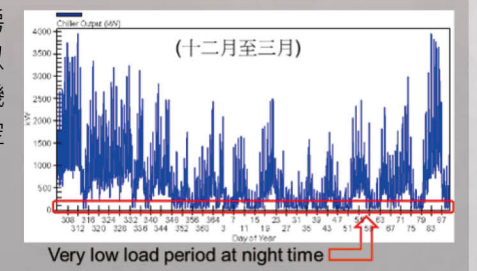 Chiller Output (kW)
(十二月至三月)
4000
3500
3000
2500
2000
1500
1000
500
0
kW
308 316 324 332 340 348 356 364 7 15 23 31 39 47 55 63 71 79 87
312 320 328 336 344 352 360 3 11 19 27 35 43 51 59 67 75 83
Day of Year
Very low load period at night time